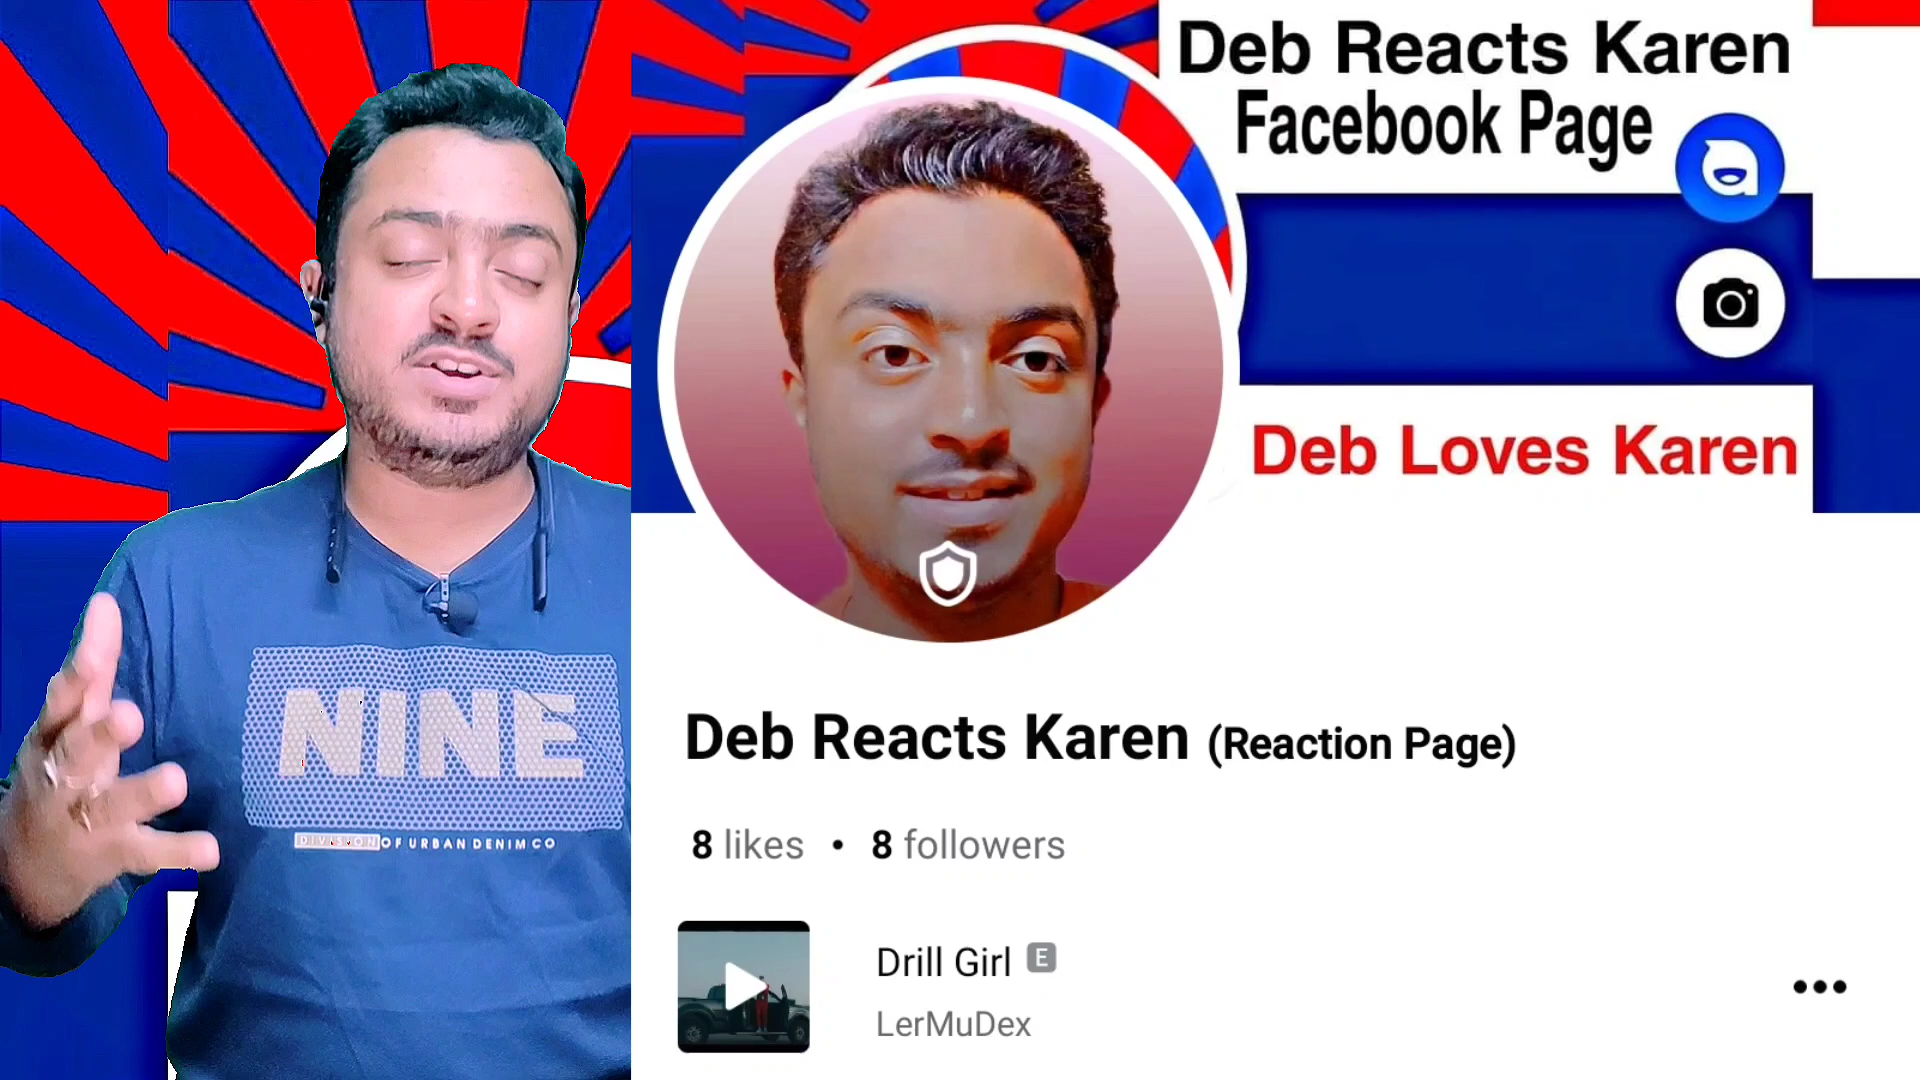 Deb Reacts Karen
Facebook Page
Deb Loves Karen
NINE
DIVISION OF URBAN DENIM CO
Deb Reacts Karen (Reaction Page)
8 likes • 8 followers
Drill Girl E
LerMuDex